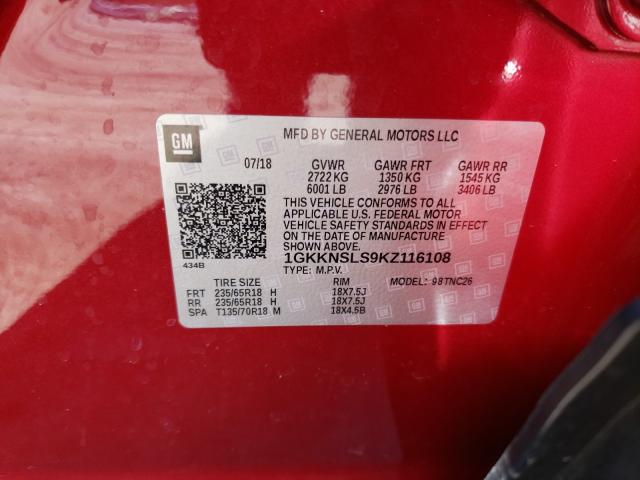 GM
MFD BY GENERAL MOTORS LLC
07/18 GVWR GAWR FRT GAWR RR
2722 KG 1350 KG 1545 KG
6001 LB 2976 LB 3406 LB
THIS VEHICLE CONFORMS TO ALL
APPLICABLE U.S. FEDERAL MOTOR
VEHICLE SAFETY STANDARDS IN EFFECT
ON THE DATE OF MANUFACTURE
SHOWN ABOVE.
1GKKNSLS9KZ116108
434B
TYPE: M.P.V.
TIRE SIZE RIM MODEL: 98TNC26
FRT 235/65R18 H 18X7.5J
RR 235/65R18 H 18X7.5J
SPA T135/70R18 M 18X4.5B